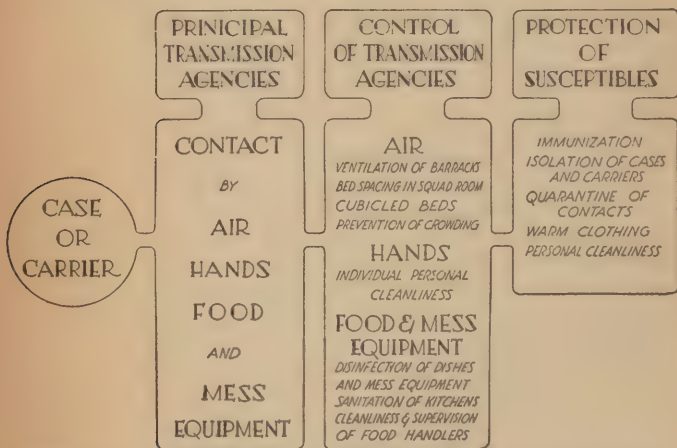 PRINICIPAL
TRANSMISSION
AGENCIES
CONTROL
OF TRANSMISSION
AGENCIES
PROTECTION
OF
SUSCEPTIBLES
CASE
OR
CARRIER
CONTACT
BY
AIR
HANDS
FOOD
AND
MESS
EQUIPMENT
AIR
VENTILATION OF BARRACKS
BED SPACING IN SQUAD ROOM
CUBICLED BEDS
PREVENTION OF CROWDING
HANDS
INDIVIDUAL PERSONAL
CLEANLINESS
FOOD & MESS
EQUIPMENT
DISINFECTION OF DISHES
AND MESS EQUIPMENT
SANITATION OF KITCHENS
CLEANLINESS & SUPERVISION
OF FOOD HANDLERS
IMMUNIZATION
ISOLATION OF CASES
AND CARRIERS
QUARANTINE OF
CONTACTS
WARM CLOTHING
PERSONAL CLEANLINESS